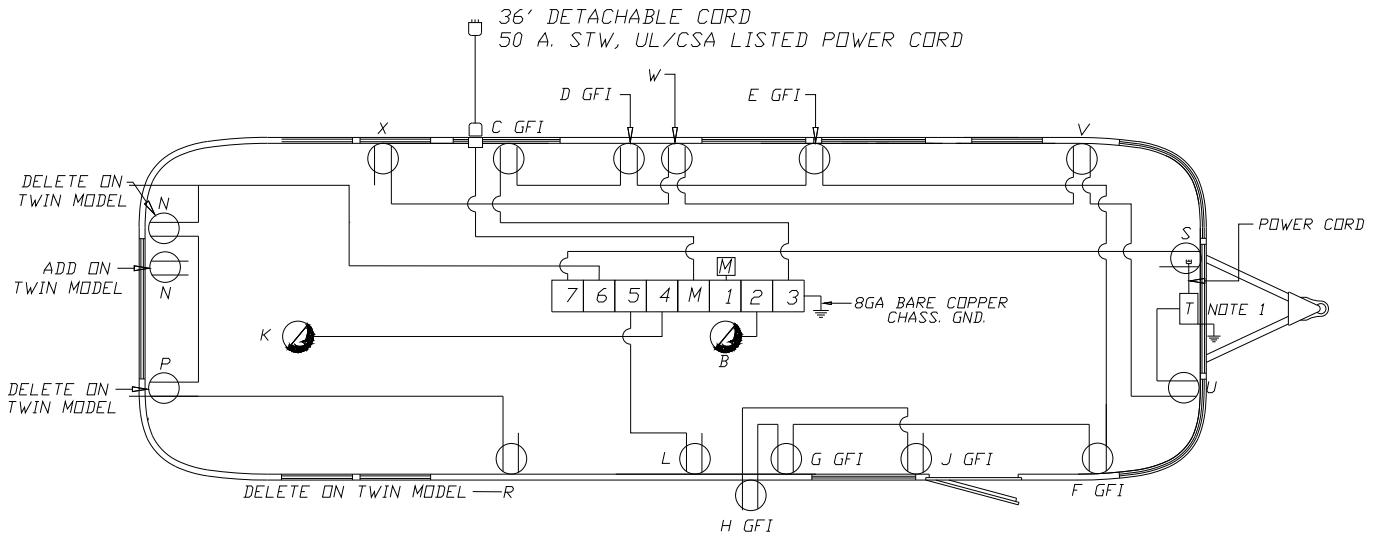 36' DETACHABLE CORD
50 A. STW, UL/CSA LISTED POWER CORD
W
D GFI
E GFI
X
C GFI
V
DELETE ON
TWIN MODEL
N
S
POWER CORD
ADD ON
TWIN MODEL
N
M
7 6 5 4 M 1 2 3
8GA BARE COPPER
CHASS. GND.
T NOTE 1
K
B
P
DELETE ON
TWIN MODEL
U
L
G GFI
J GFI
DELETE ON TWIN MODEL R
F GFI
H GFI